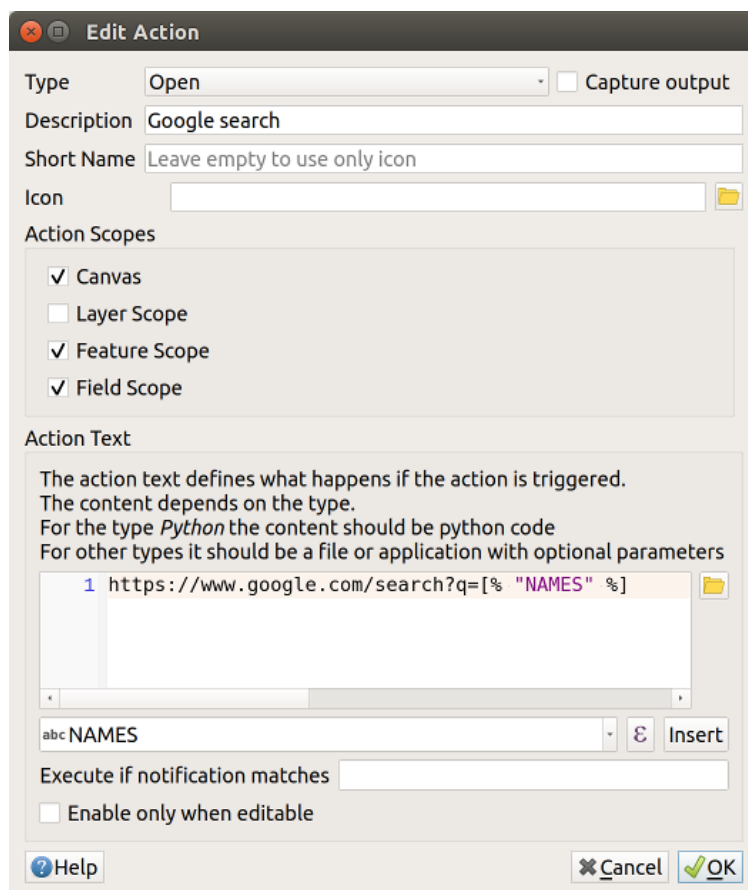 Edit Action
Type Open Capture output
Description Google search
Short Name Leave empty to use only icon
Icon
Action Scopes
Canvas
Layer Scope
Feature Scope
Field Scope
Action Text
The action text defines what happens if the action is triggered.
The content depends on the type.
For the type Python the content should be python code
For other types it should be a file or application with optional parameters
1 https://www.google.com/search?q=[% "NAMES" %]
abc NAMES ε Insert
Execute if notification matches
Enable only when editable
Help Cancel OK